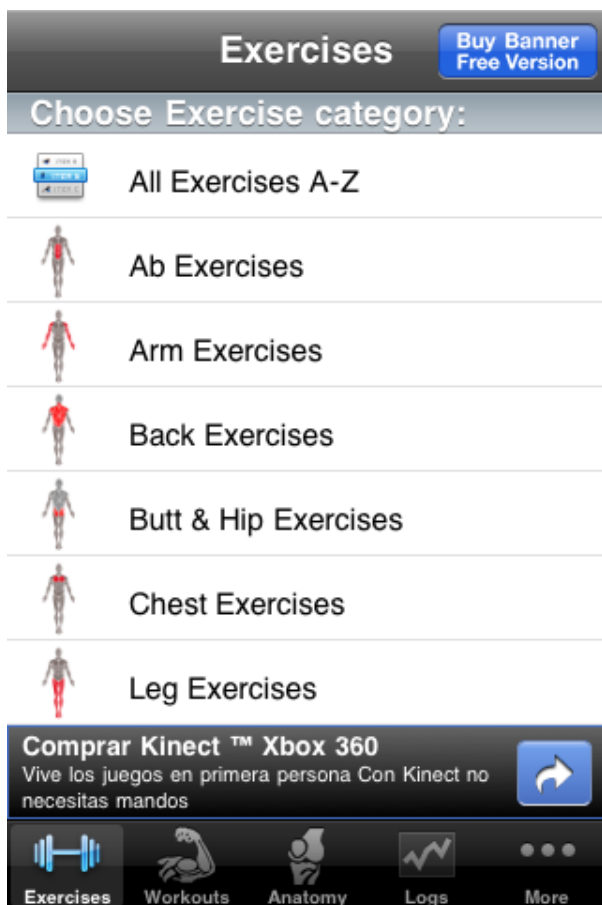 Exercises
Buy Banner
Free Version
Choose Exercise category:
All Exercises A-Z
Ab Exercises
Arm Exercises
Back Exercises
Butt & Hip Exercises
Chest Exercises
Leg Exercises
Comprar Kinect ™ Xbox 360
Vive los juegos en primera persona Con Kinect no
necesitas mandos
Exercises Workouts Anatomy Logs More